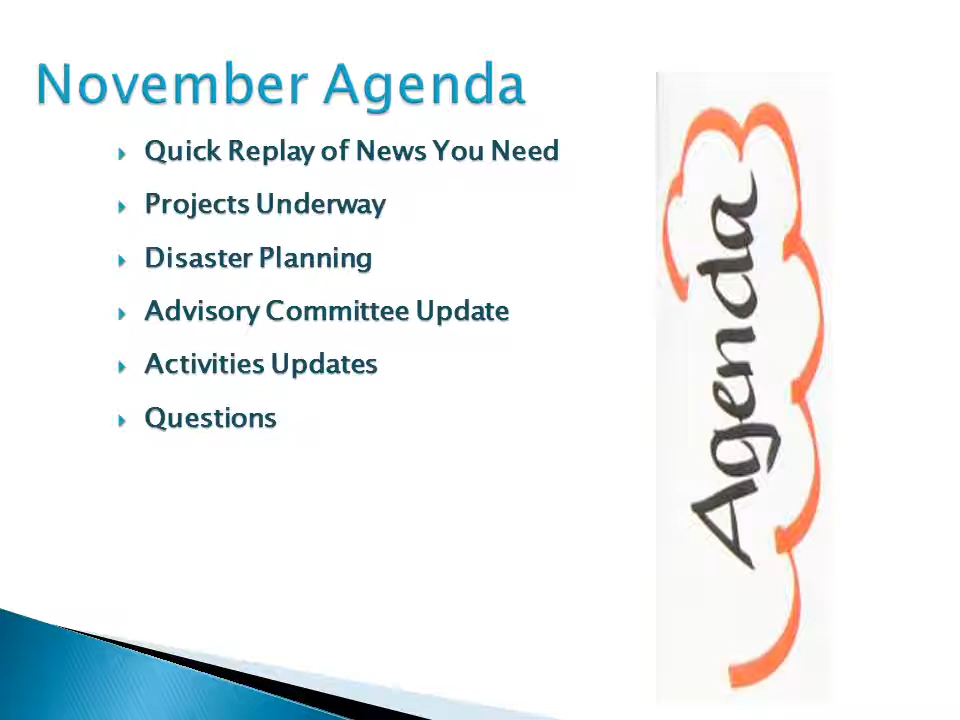 November Agenda
Quick Replay of News You Need
Projects Underway
Disaster Planning
Advisory Committee Update
Activities Updates
Questions
Agenda